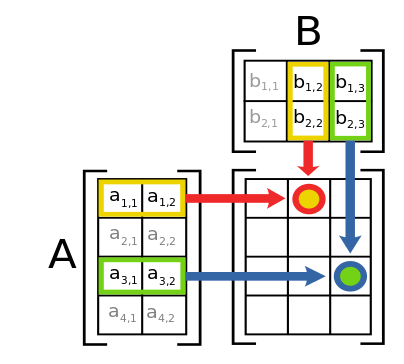 B
b1,1 b1,2 b1,3
b2,1 b2,2 b2,3
A
a1,1 a1,2
a2,1 a2,2
a3,1 a3,2
a4,1 a4,2